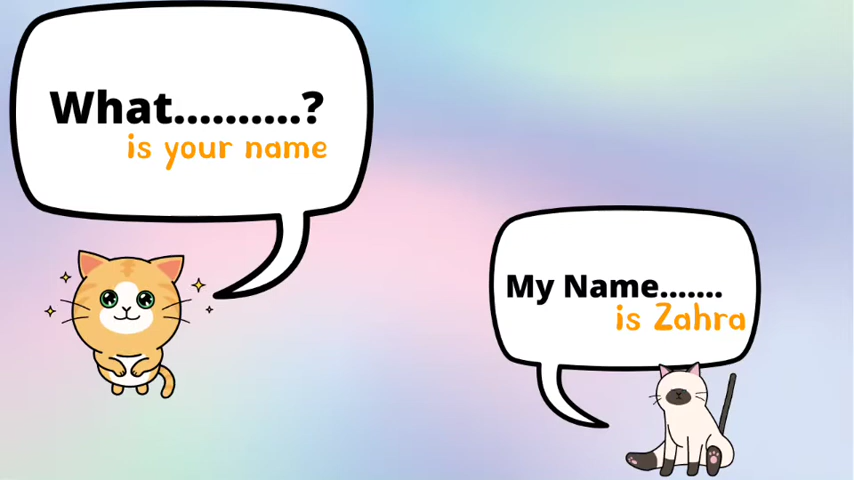 What..........?
is your name
My Name.......
is Zahra